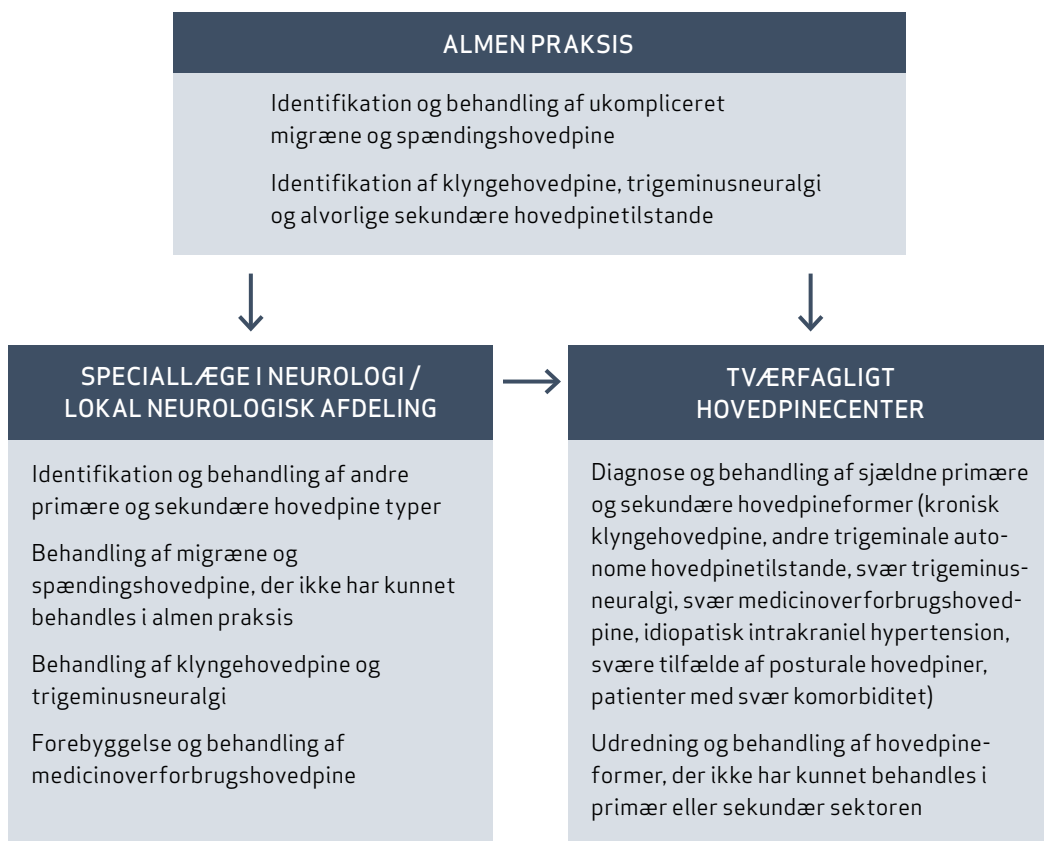 ALMEN PRAKSIS
Identifikation og behandling af ukompliceret
migræne og spændingshovedpine
Identifikation af klyngehovedpine, trigeminusneuralgi
og alvorlige sekundære hovedpinetilstande
SPECIALLÆGE I NEUROLOGI /
LOKAL NEUROLOGISK AFDELING
Identifikation og behandling af andre
primære og sekundære hovedpine typer
Behandling af migræne og
spændingshovedpine, der ikke har kunnet
behandles i almen praksis
Behandling af klyngehovedpine og
trigeminusneuralgi
Forebyggelse og behandling af
medicinoverforbrugshovedpine
TVÆRFAGLIGT
HOVEDPINECENTER
Diagnose og behandling af sjældne primære
og sekundære hovedpineformer (kronisk
klyngehovedpine, andre trigeminale auto-
nome hovedpinetilstande, svær trigeminus-
neuralgi, svær medicinoverforbrugshoved-
pine, idiopatisk intrakraniel hypertension,
svære tilfælde af posturale hovedpiner,
patienter med svær komorbiditet)
Udredning og behandling af hovedpine-
former, der ikke har kunnet behandles i
primær eller sekundær sektoren